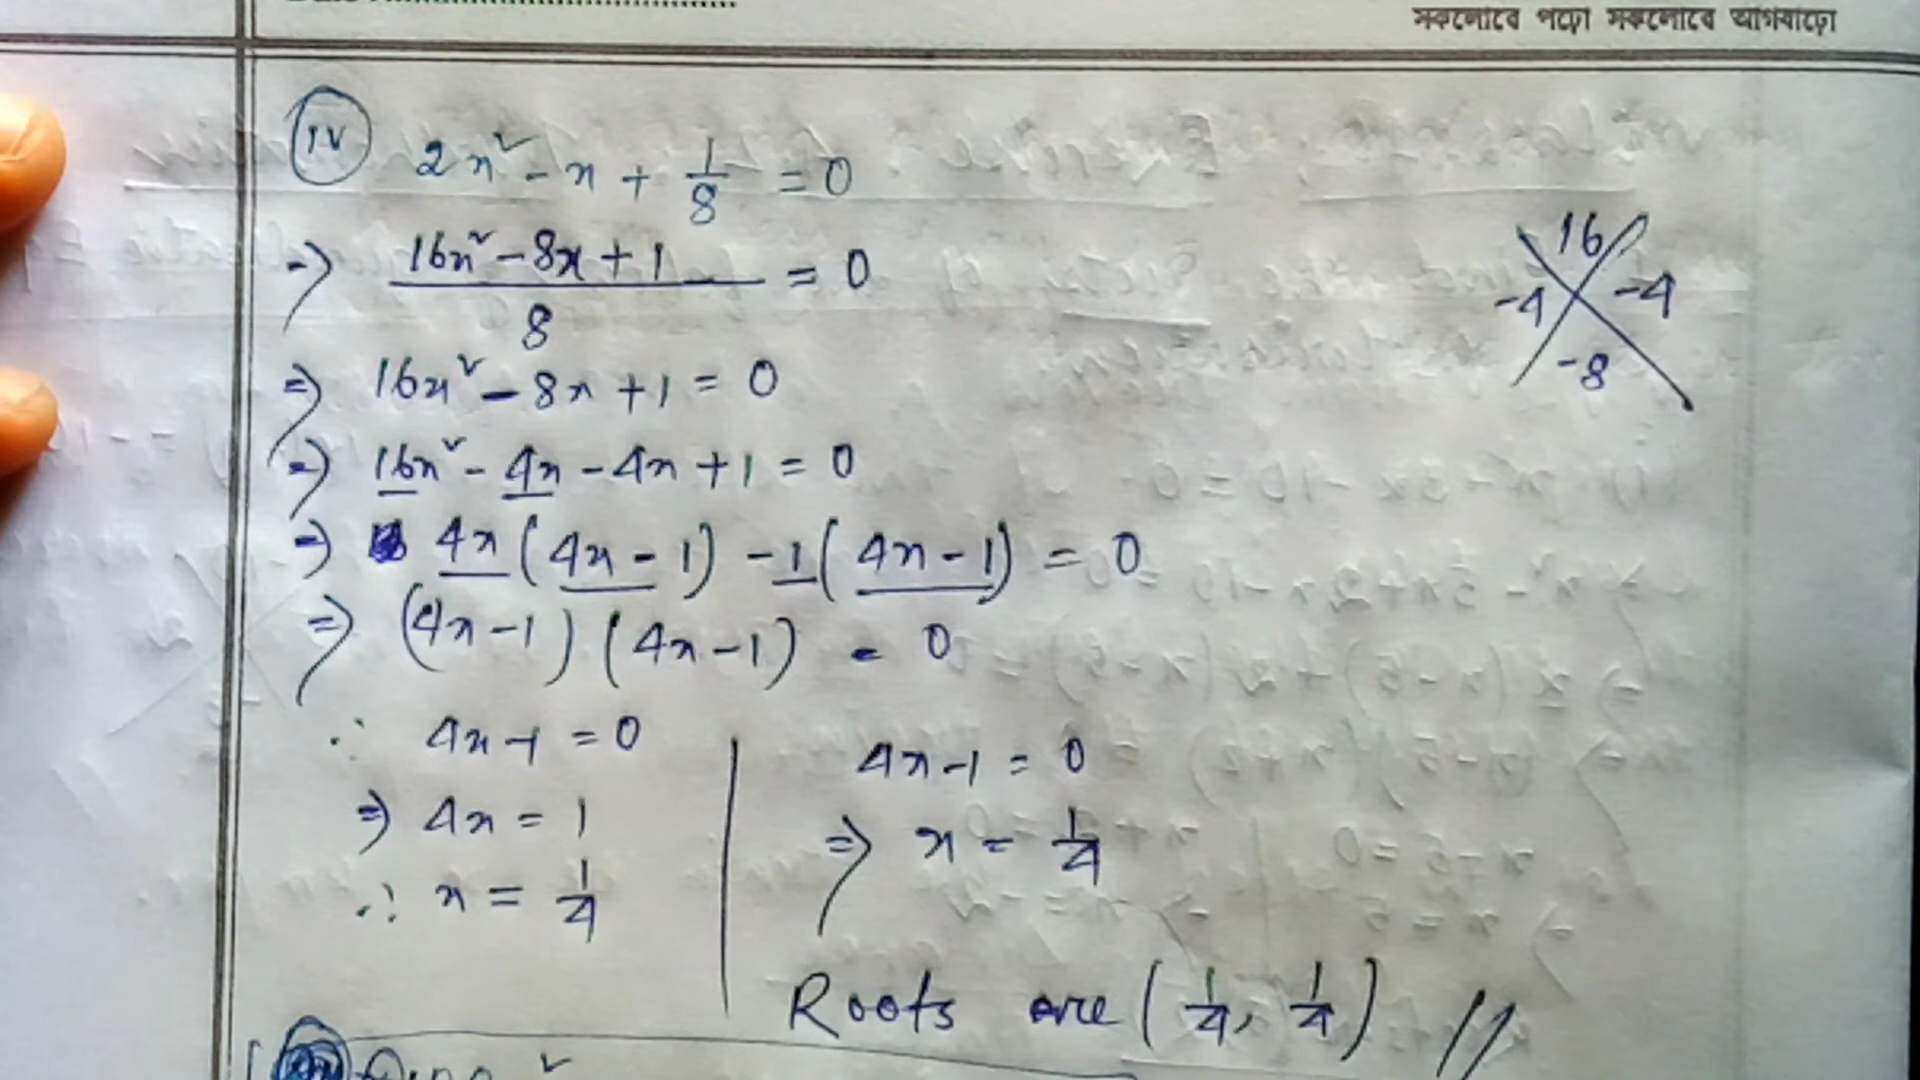 সকলোৱে পঢ়ো সকলোৱে আগবাঢ়ো
(iv) 2x² - x + 1/8 = 0
⇒ (16x² - 8x + 1)/8 = 0
⇒ 16x² - 8x + 1 = 0
⇒ 16x² - 4x - 4x + 1 = 0
⇒ 4x (4x - 1) - 1 (4x - 1) = 0
⇒ (4x - 1) (4x - 1) = 0
∴ 4x - 1 = 0
⇒ 4x = 1
∴ x = 1/4
4x - 1 = 0
⇒ x = 1/4
Roots are (1/4, 1/4) //
16
-4 -4
-8